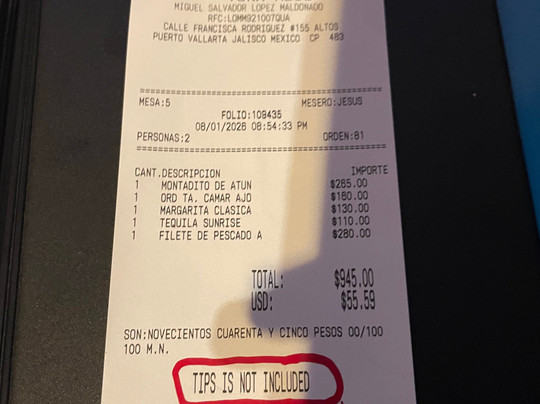 MIGUEL SALVADOR LOPEZ MALDONADO
RFC:LOMM921007QUA
CALLE FRANCISCA RODRIGUEZ #155 ALTOS
PUERTO VALLARTA JALISCO MEXICO CP 483
MESA:5 MESERO:JESUS
FOLIO:109435
08/01/2026 08:54:33 PM
PERSONAS:2 ORDEN:81
CANT.DESCRIPCION IMPORTE
1 MONTADITO DE ATUN $265.00
1 ORD TA. CAMAR AJO $160.00
1 MARGARITA CLASICA $130.00
1 TEQUILA SUNRISE $110.00
1 FILETE DE PESCADO A $280.00
TOTAL: $945.00
USD: $55.59
SON:NOVECIENTOS CUARENTA Y CINCO PESOS 00/100
100 M.N.
TIPS IS NOT INCLUDED